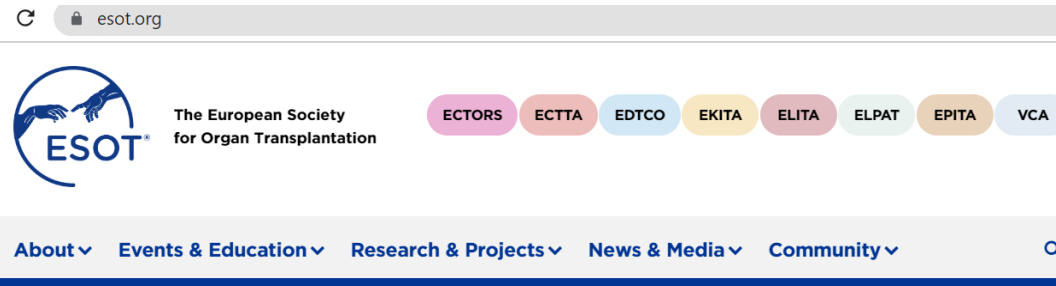 esot.org
ESOT®
The European Society
for Organ Transplantation
ECTORS ECTTA EDTCO EKITA ELITA ELPAT EPITA VCA
About Events & Education Research & Projects News & Media Community